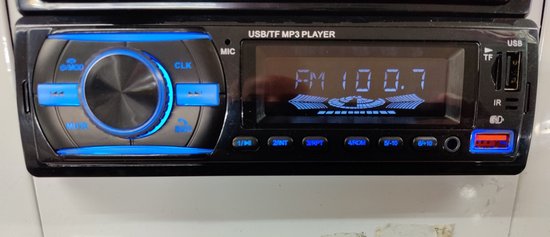 USB/TF MP3 PLAYER
MIC
USB
TF
CLK
FM 100.7
IR
1/⏯
2/INT
3/RPT
4/RDM
5/-10
6/+10